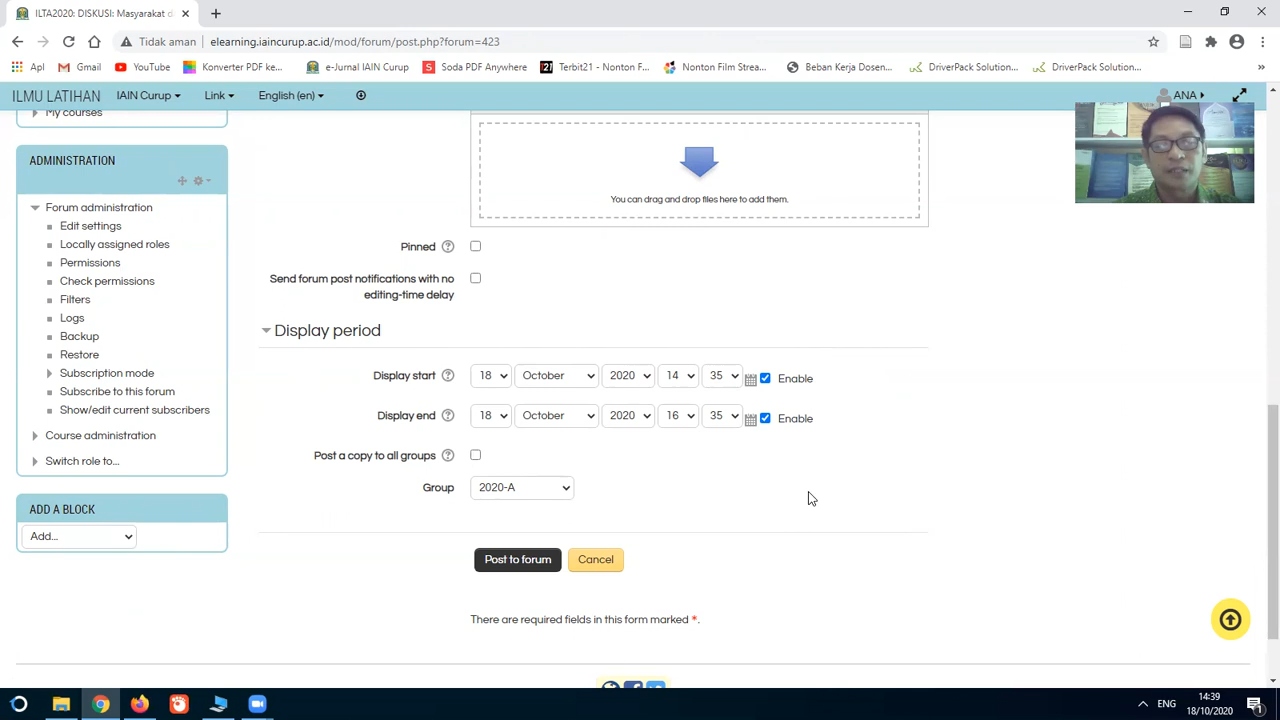 ILTA2020: DISKUSI: Masyarakat d
Tidak aman elearning.iaincurup.ac.id/mod/forum/post.php?forum=423
Apl Gmail YouTube Konverter PDF ke... e-Jurnal IAIN Curup Soda PDF Anywhere Terbit21 - Nonton F... Nonton Film Strea... Beban Kerja Dosen... DriverPack Solution... DriverPack Solution...
ILMU LATIHAN IAIN Curup Link English (en) ANA
My courses
ADMINISTRATION
Forum administration
Edit settings
Locally assigned roles
Permissions
Check permissions
Filters
Logs
Backup
Restore
Subscription mode
Subscribe to this forum
Show/edit current subscribers
Course administration
Switch role to...
ADD A BLOCK
Add...
You can drag and drop files here to add them.
Pinned
Send forum post notifications with no
editing-time delay
Display period
Display start 18 October 2020 14 35 Enable
Display end 18 October 2020 16 35 Enable
Post a copy to all groups
Group 2020-A
Post to forum Cancel
There are required fields in this form marked *.
ENG 14:39
18/10/2020